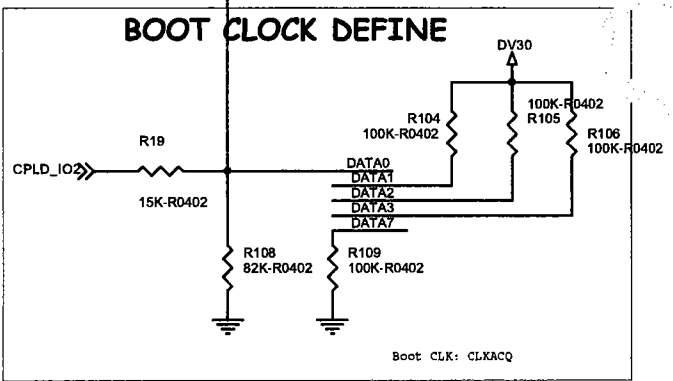 BOOT CLOCK DEFINE
DV30
R104
100K-R0402
100K-R0402
R105
R106
100K-R0402
R19
CPLD_IO2
15K-R0402
DATA0
DATA1
DATA2
DATA3
DATA7
R108
82K-R0402
R109
100K-R0402
Boot CLK: CLKACQ